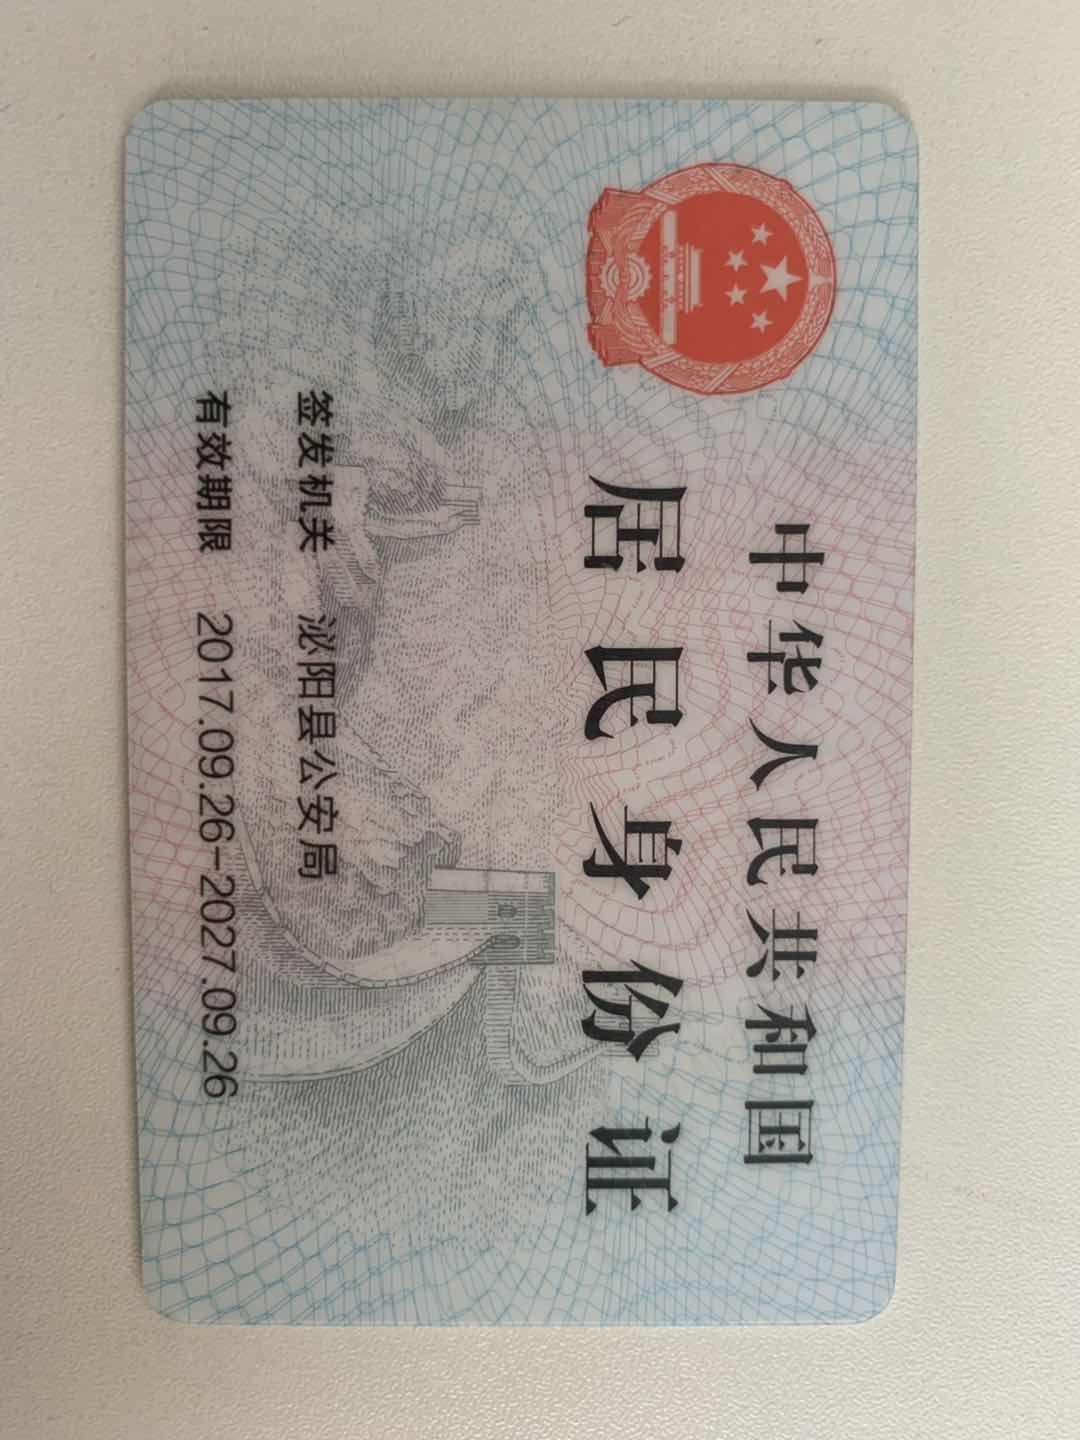 中华人民共和国
居民身份证
签发机关 泌阳县公安局
有效期限 2017.09.26-2027.09.26